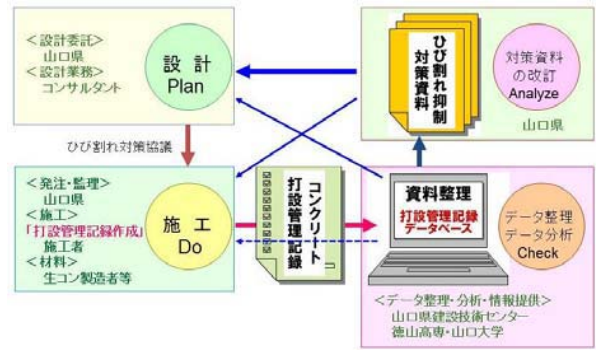 <設計委託>
山口県
<設計業務>
コンサルタント
設 計
Plan
ひび割れ抑制
対策資料
対策資料
の改訂
Analyze
山口県
ひび割れ対策協議
<発注・監理>
山口県
<施工>
「打設管理記録作成」
施工者
<材料>
生コン製造者等
施 工
Do
コンクリート
打設管理記録
資料整理
打設管理記録
データベース
データ整理
データ分析
Check
<データ整理・分析・情報提供>
山口県建設技術センター
徳山高専・山口大学